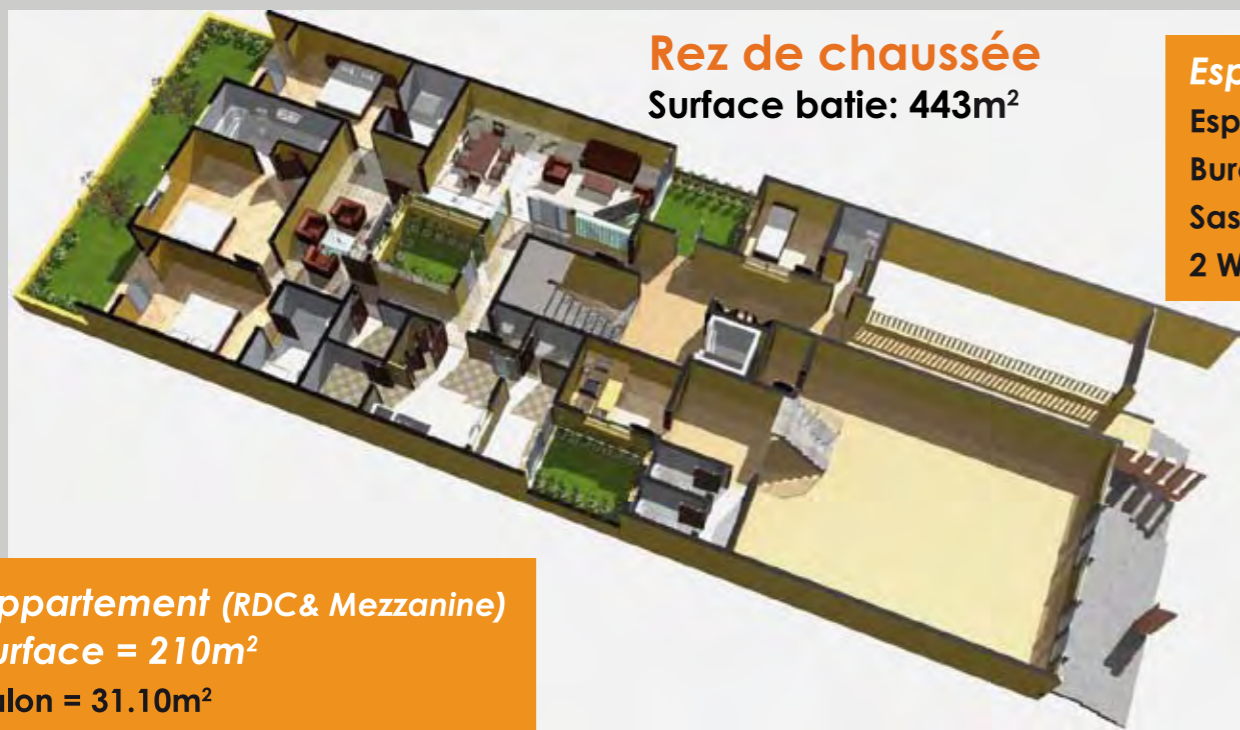 Rez de chaussée
Surface batie: 443m²
Esp
Esp
Bur
Sas
2 W
ppartement (RDC& Mezzanine)
urface = 210m²
alon = 31.10m²